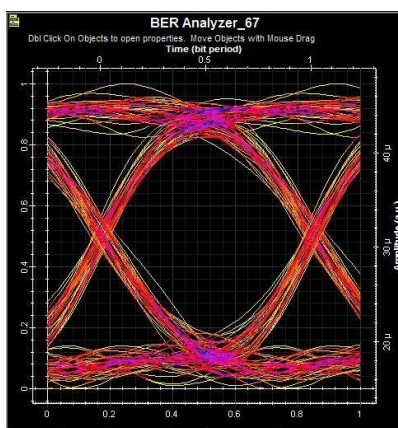 BER Analyzer_67
Dbl Click On Objects to open properties. Move Objects with Mouse Drag
Time (bit period)
0 0.5 1
1
0.8
0.6
0.4
0.2
0
40 µ
30 µ
20 µ
Amplitude (a.u.)
0 0.2 0.4 0.6 0.8 1